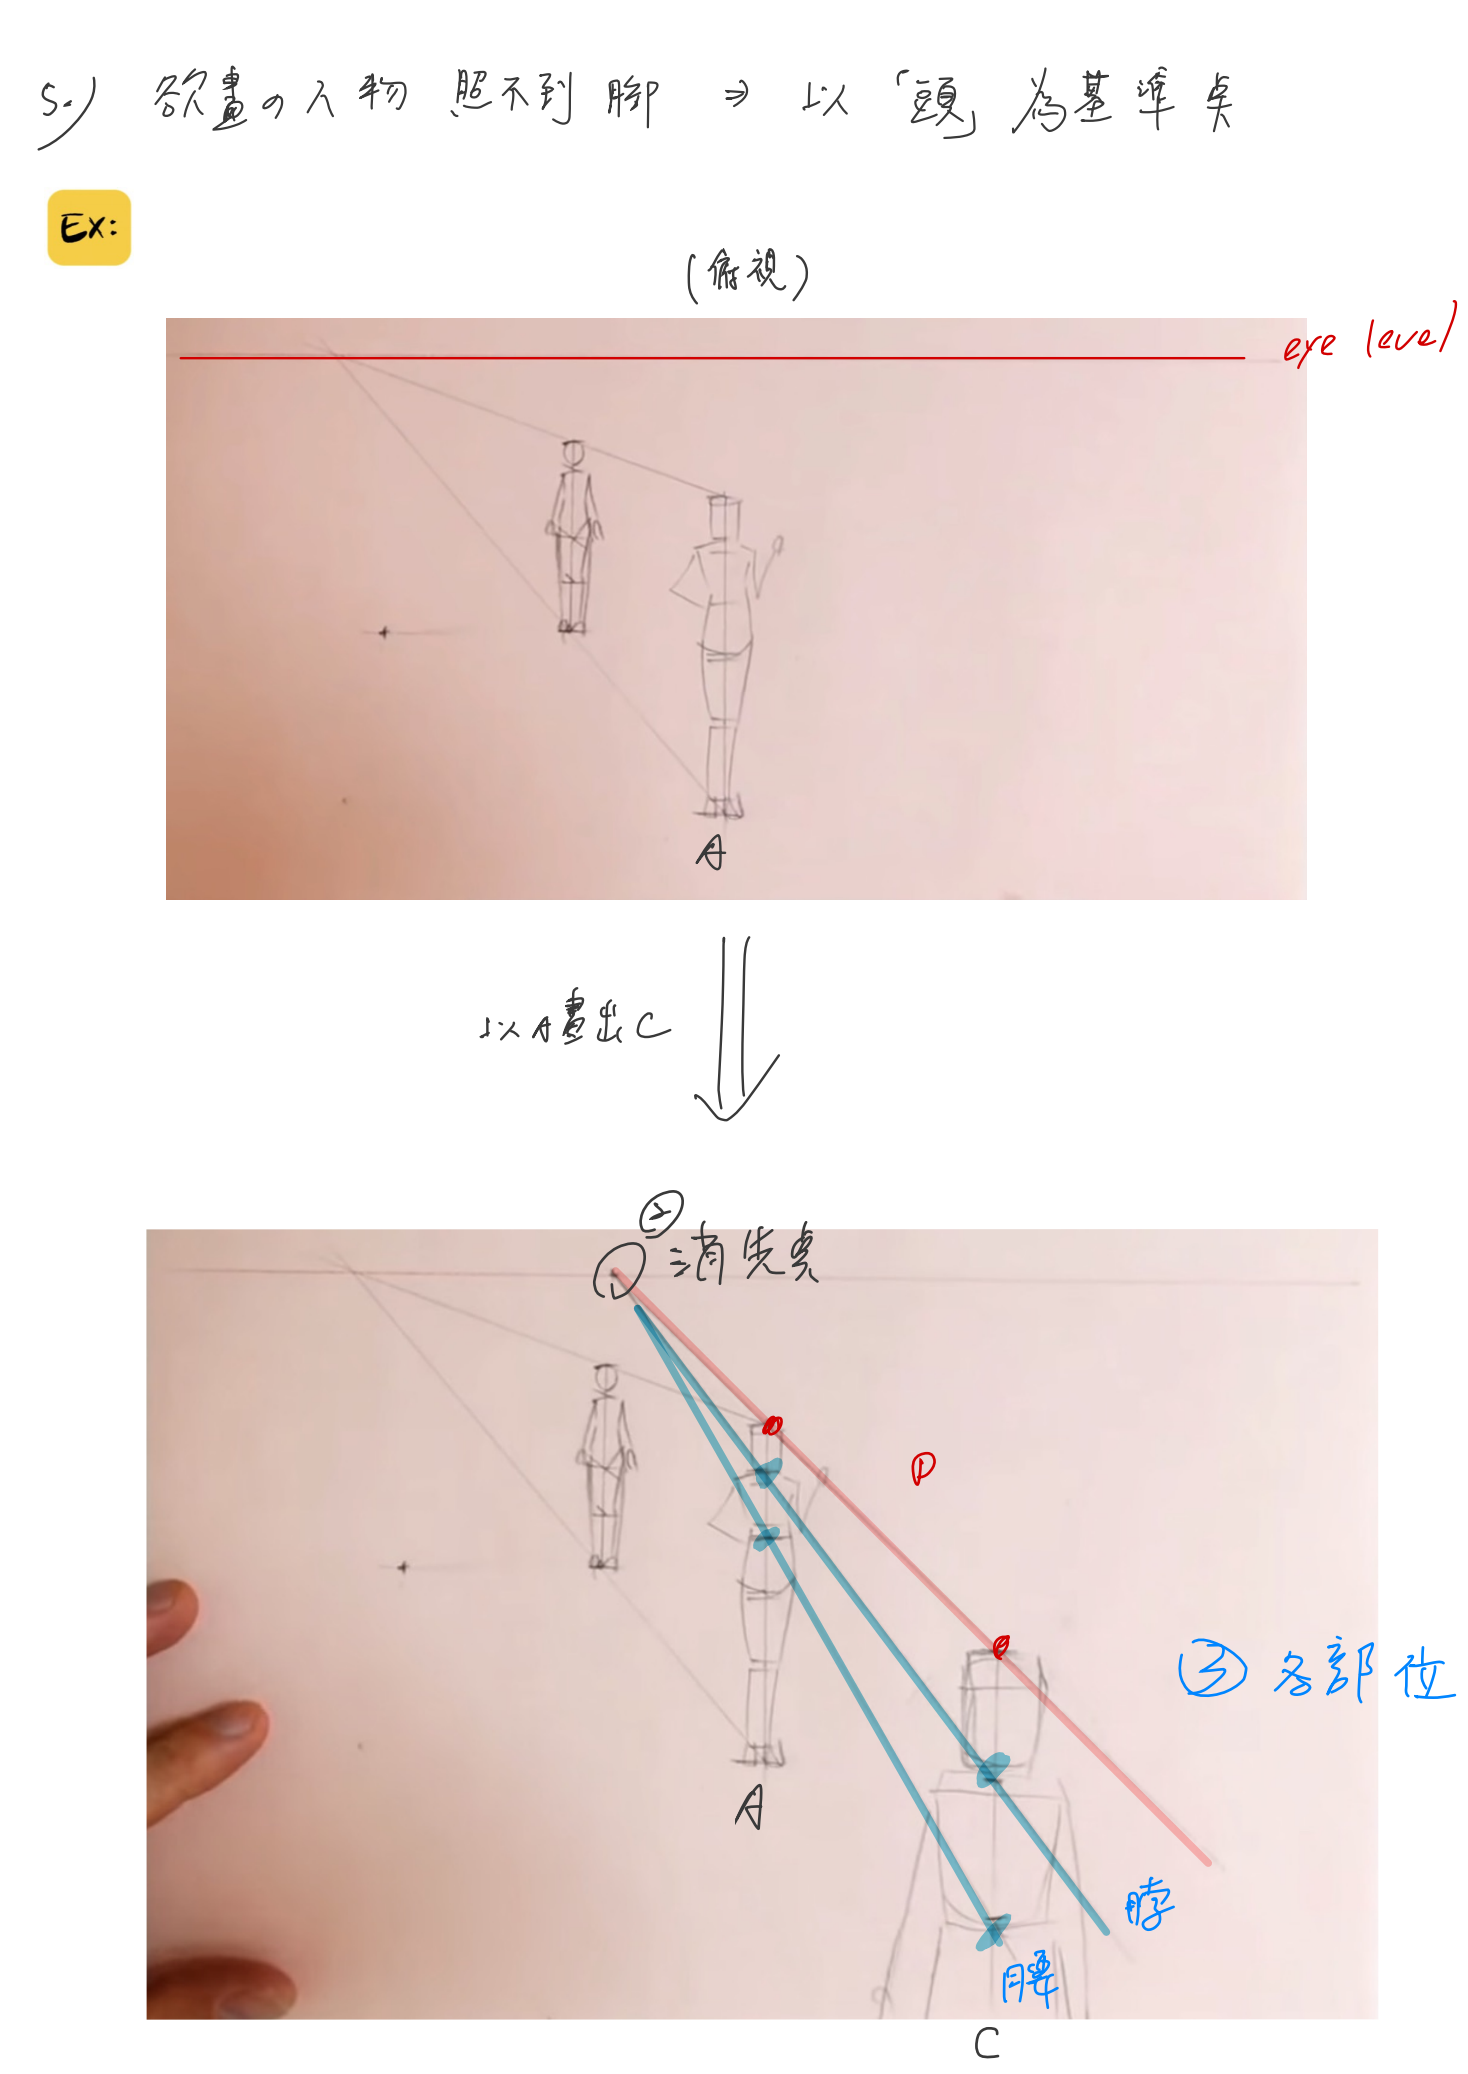 5.) 欲畫の人物 照不到腳 ⇒ 以「頭」為基準点
Ex:
(俯視)
eye level
A
以A畫出C
②
消失点
①
A
③ 各部位
脖
腰
C